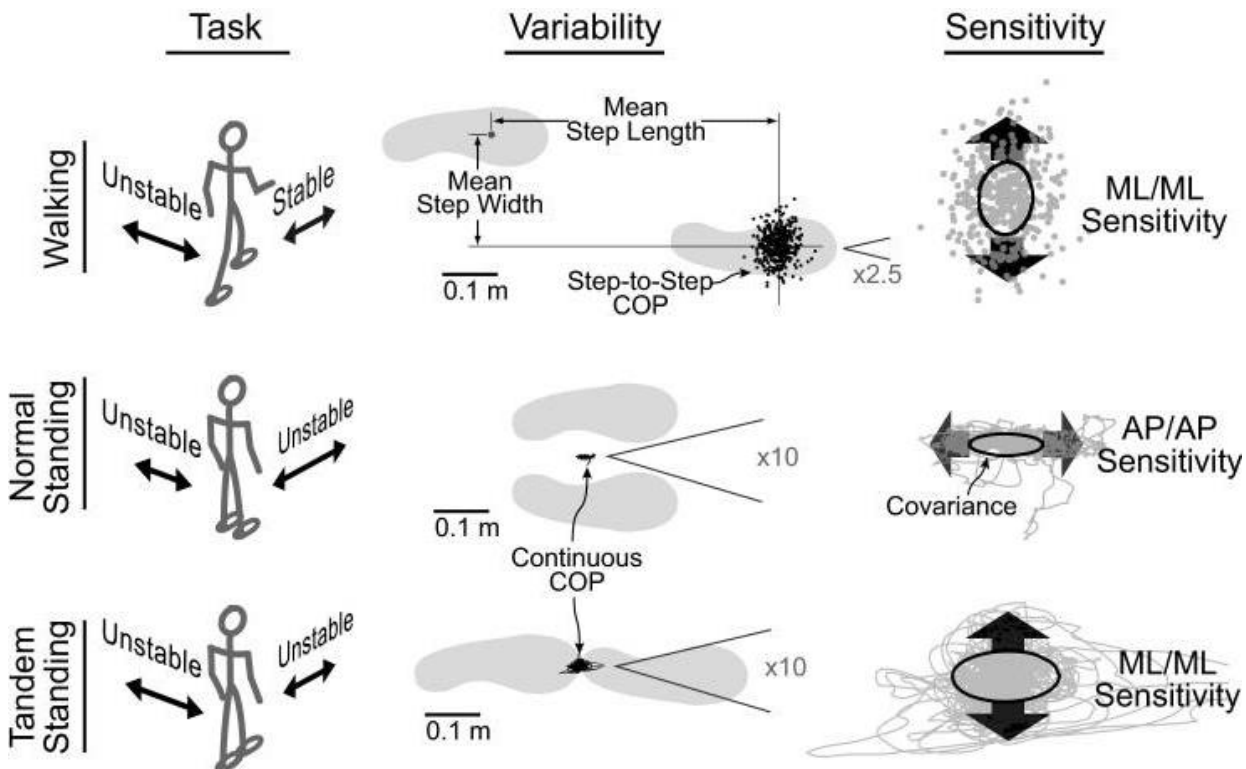 Task
Variability
Sensitivity
Walking
Unstable
Stable
Mean
Step Length
Mean
Step Width
0.1 m
Step-to-Step
COP
x2.5
ML/ML
Sensitivity
Normal
Standing
Unstable
Unstable
0.1 m
x10
AP/AP
Sensitivity
Covariance
Continuous
COP
Tandem
Standing
Unstable
Unstable
0.1 m
x10
ML/ML
Sensitivity